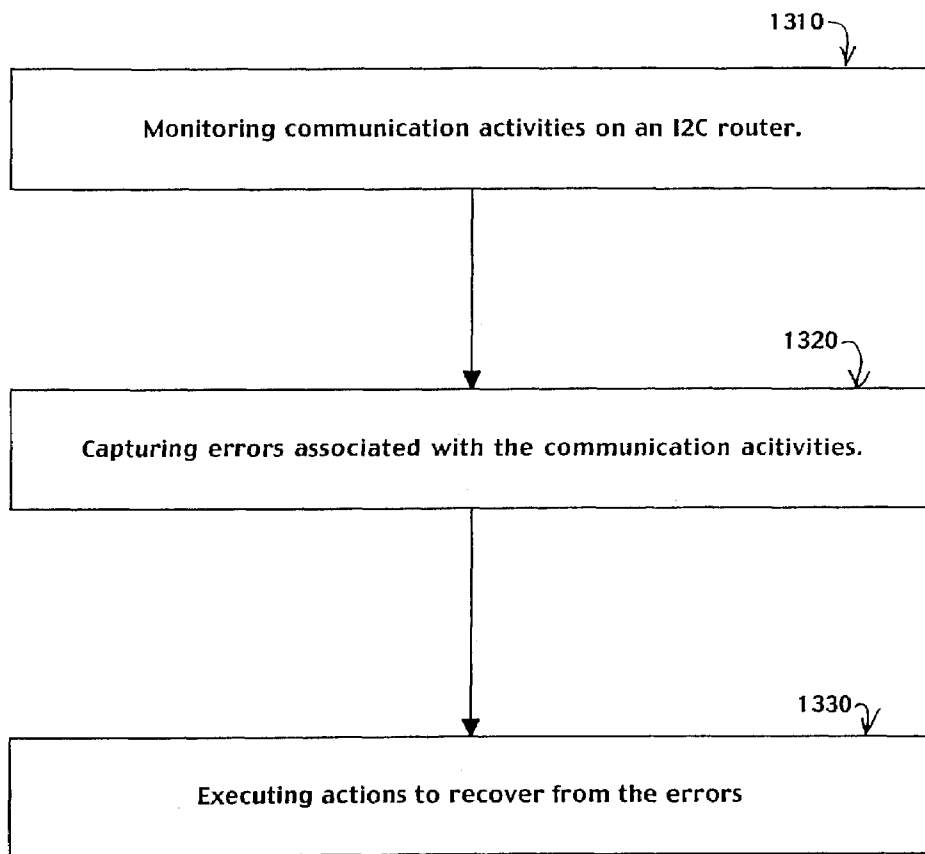 1310
Monitoring communication activities on an I2C router.
1320
Capturing errors associated with the communication acitivities.
1330
Executing actions to recover from the errors